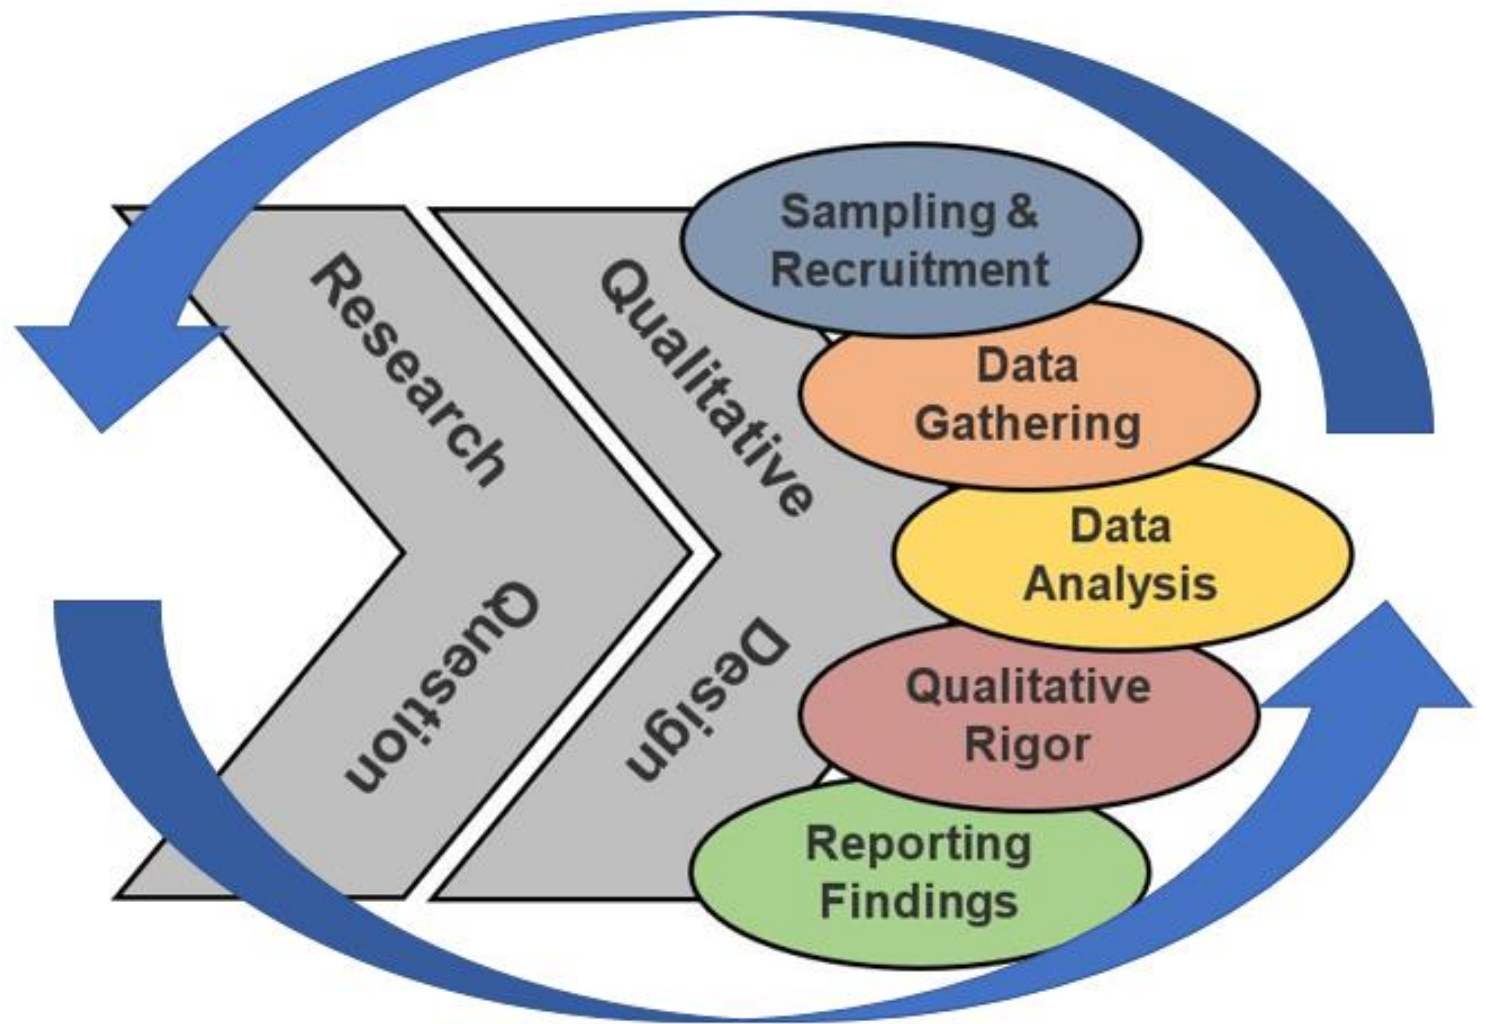 Research
Question
Qualitative
Design
Sampling &
Recruitment
Data
Gathering
Data
Analysis
Qualitative
Rigor
Reporting
Findings